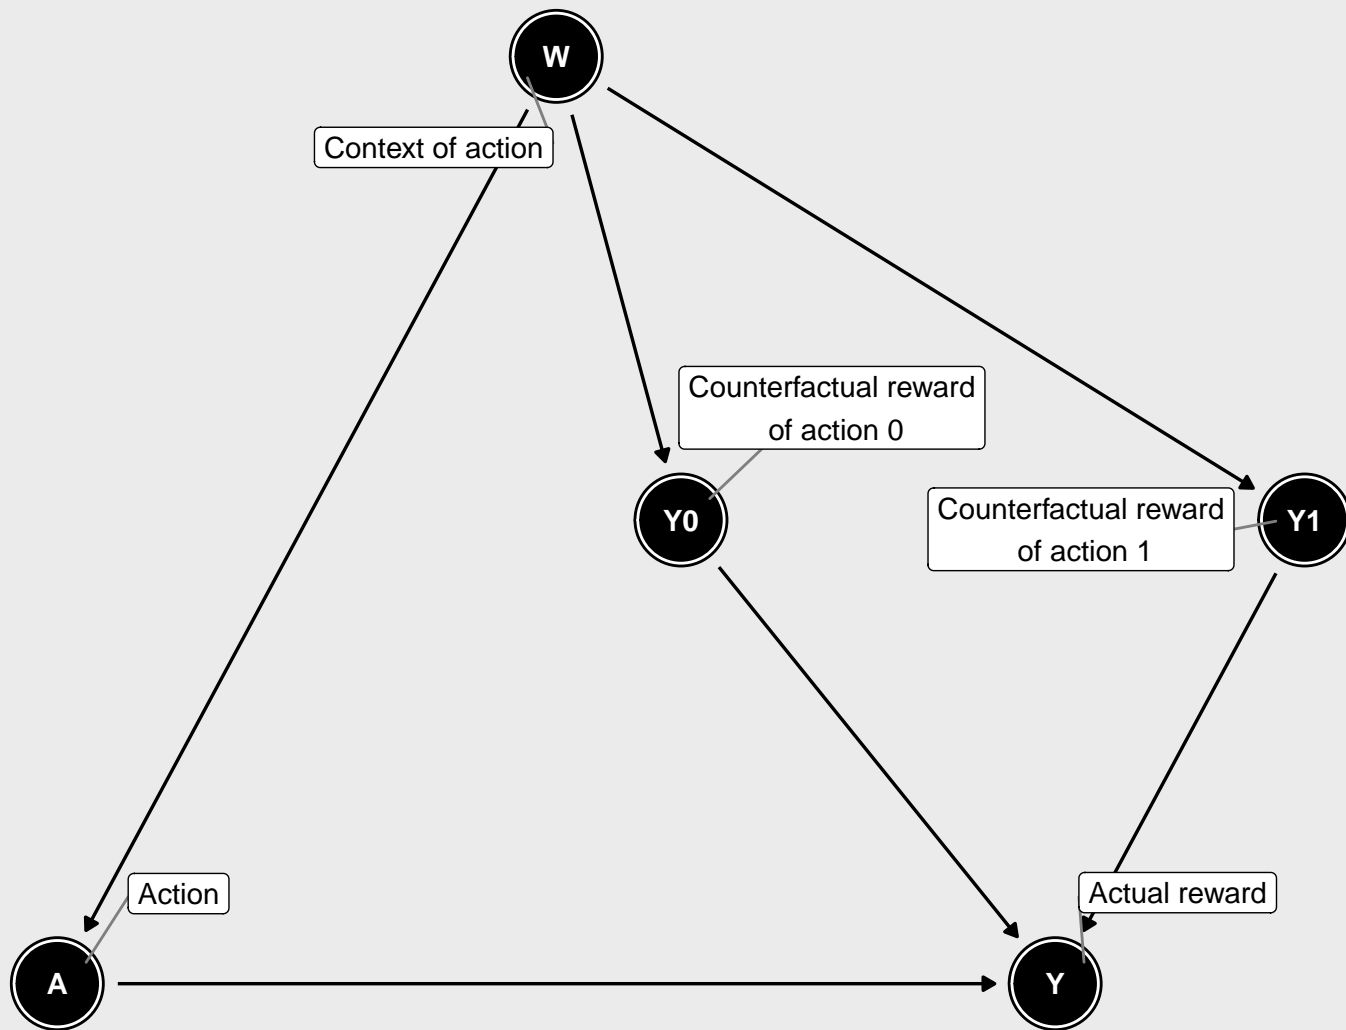 W
Context of action
Counterfactual reward
of action 0
Y0
Counterfactual reward
of action 1
Y1
Action
Actual reward
A
Y